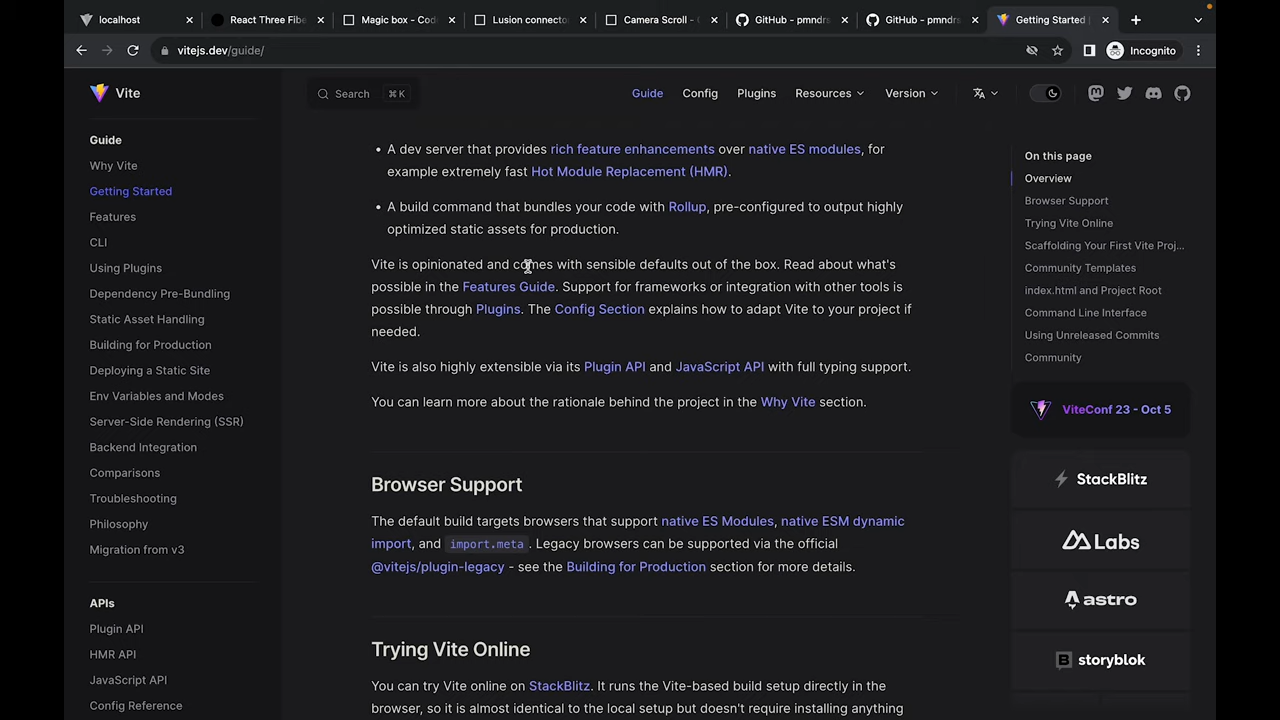 localhost
React Three Fibe
Magic box - Cod
Lusion connecto
Camera Scroll - C
GitHub - pmndrs
GitHub - pmndrs
Getting Started |
vitejs.dev/guide/
Incognito
Vite
Search ⌘ K
Guide
Config
Plugins
Resources
Version
Guide
Why Vite
Getting Started
Features
CLI
Using Plugins
Dependency Pre-Bundling
Static Asset Handling
Building for Production
Deploying a Static Site
Env Variables and Modes
Server-Side Rendering (SSR)
Backend Integration
Comparisons
Troubleshooting
Philosophy
Migration from v3
APIs
Plugin API
HMR API
JavaScript API
Config Reference
• A dev server that provides rich feature enhancements over native ES modules, for
example extremely fast Hot Module Replacement (HMR).
• A build command that bundles your code with Rollup, pre-configured to output highly
optimized static assets for production.
Vite is opinionated and comes with sensible defaults out of the box. Read about what's
possible in the Features Guide. Support for frameworks or integration with other tools is
possible through Plugins. The Config Section explains how to adapt Vite to your project if
needed.
Vite is also highly extensible via its Plugin API and JavaScript API with full typing support.
You can learn more about the rationale behind the project in the Why Vite section.
Browser Support
The default build targets browsers that support native ES Modules, native ESM dynamic
import, and import.meta. Legacy browsers can be supported via the official
@vitejs/plugin-legacy - see the Building for Production section for more details.
Trying Vite Online
You can try Vite online on StackBlitz. It runs the Vite-based build setup directly in the
browser, so it is almost identical to the local setup but doesn't require installing anything
On this page
Overview
Browser Support
Trying Vite Online
Scaffolding Your First Vite Proj...
Community Templates
index.html and Project Root
Command Line Interface
Using Unreleased Commits
Community
ViteConf 23 - Oct 5
StackBlitz
Labs
astro
storyblok